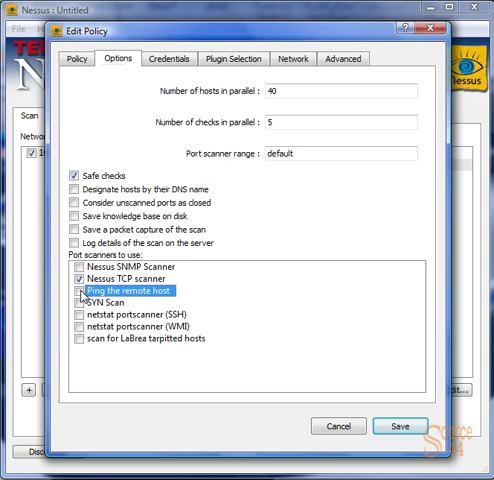 Nessus : Untitled
File
Edit Policy
TE
N
Nessus
Policy
Options
Credentials
Plugin Selection
Network
Advanced
Scan
Number of hosts in parallel :
40
Number of checks in parallel :
5
Netwo
Port scanner range :
default
Safe checks
Designate hosts by their DNS name
Consider unscanned ports as closed
Save knowledge base on disk
Save a packet capture of the scan
Log details of the scan on the server
Port scanners to use:
Nessus SNMP Scanner
Nessus TCP scanner
Ping the remote host
SYN Scan
netstat portscanner (SSH)
netstat portscanner (WMI)
scan for LaBrea tarpitted hosts
+
it...
Cancel
Save
Disc